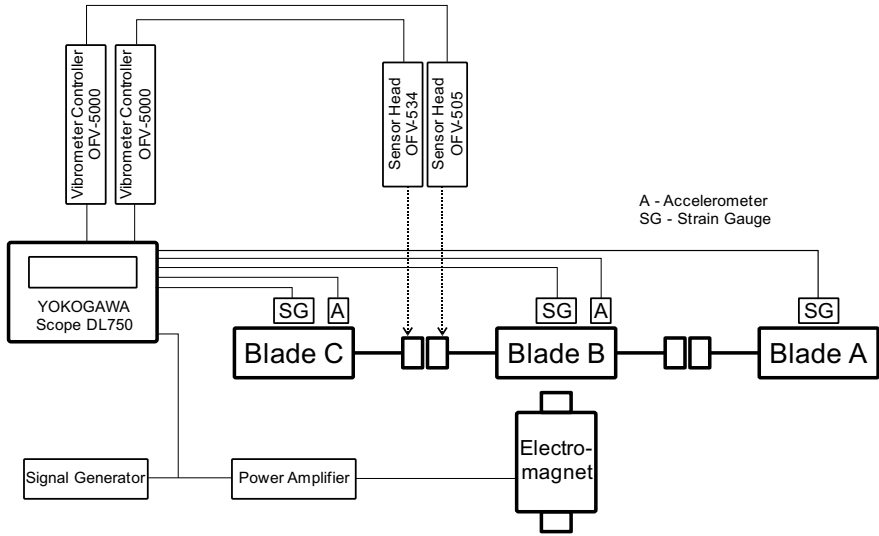 Vibrometer Controller
OFV-5000
Vibrometer Controller
OFV-5000
Sensor Head
OFV-534
Sensor Head
OFV-505
A - Accelerometer
SG - Strain Gauge
YOKOGAWA
Scope DL750
SG
A
SG
A
SG
Blade C
Blade B
Blade A
Electro-
magnet
Signal Generator
Power Amplifier